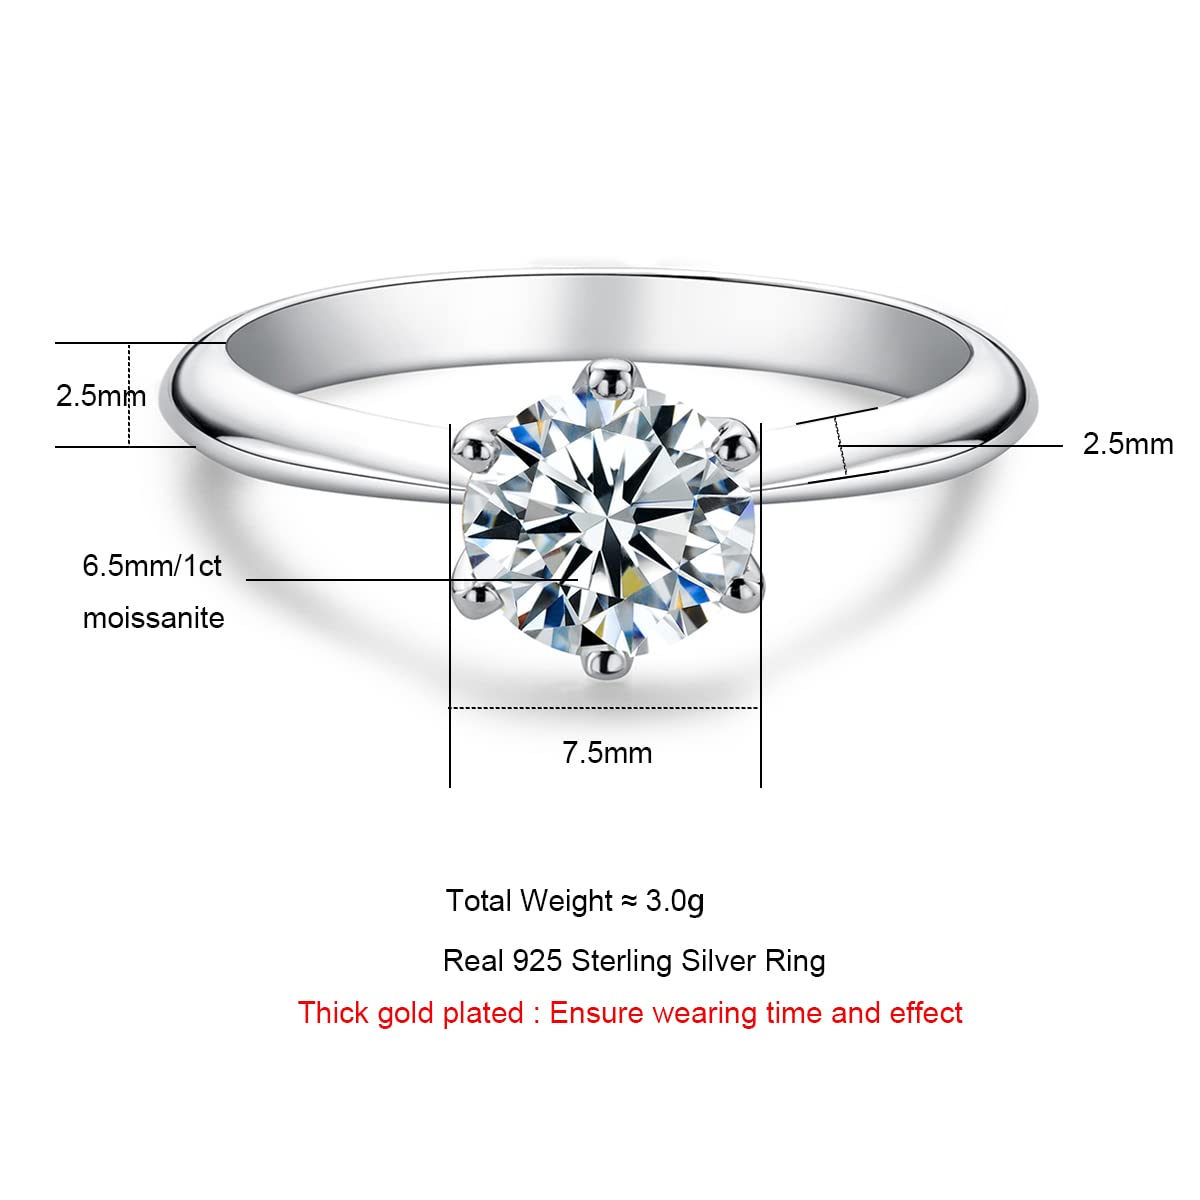 2.5mm
2.5mm
6.5mm/1ct
moissanite
7.5mm
Total Weight ≈ 3.0g
Real 925 Sterling Silver Ring
Thick gold plated : Ensure wearing time and effect